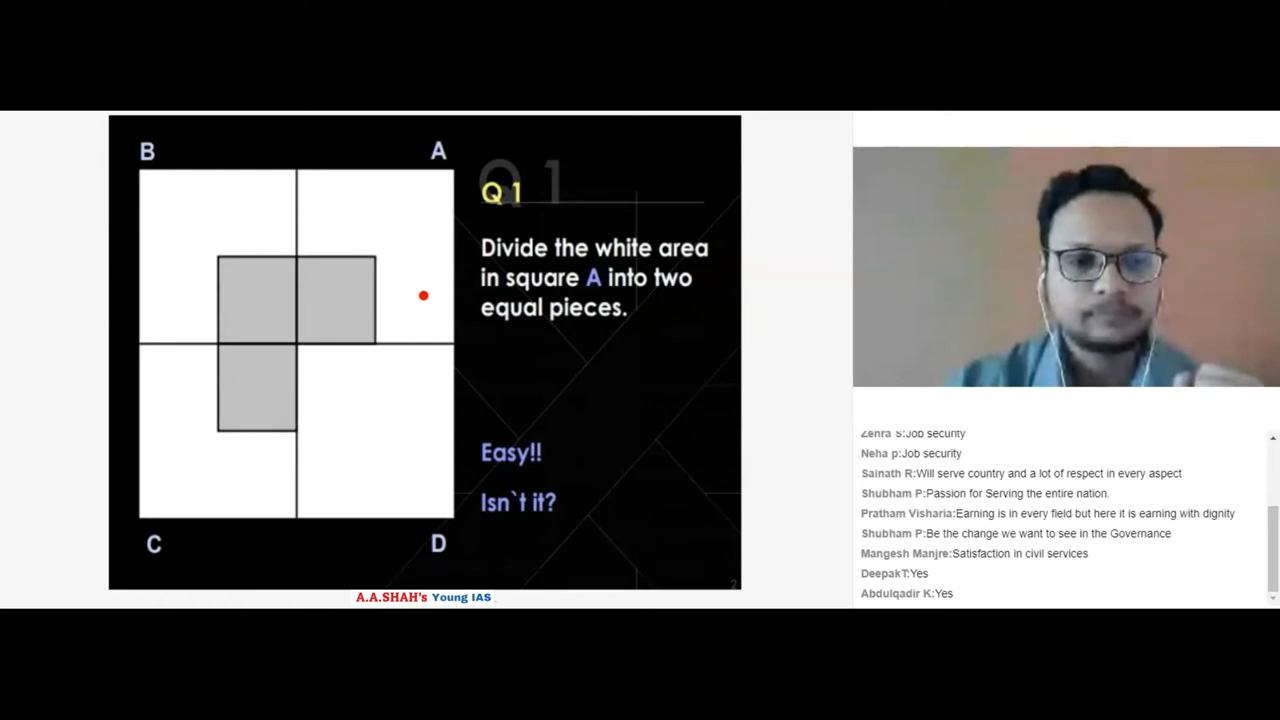 B
A
Q 1
Q 1
Divide the white area
in square A into two
equal pieces.
Easy!!
Isn`t it?
C
D
2
A.A.SHAH's Young IAS
Zehra S:Job security
Neha p:Job security
Sainath R:Will serve country and a lot of respect in every aspect
Shubham P:Passion for Serving the entire nation.
Pratham Visharia:Earning is in every field but here it is earning with dignity
Shubham P:Be the change we want to see in the Governance
Mangesh Manjre:Satisfaction in civil services
DeepakT:Yes
Abdulqadir K:Yes